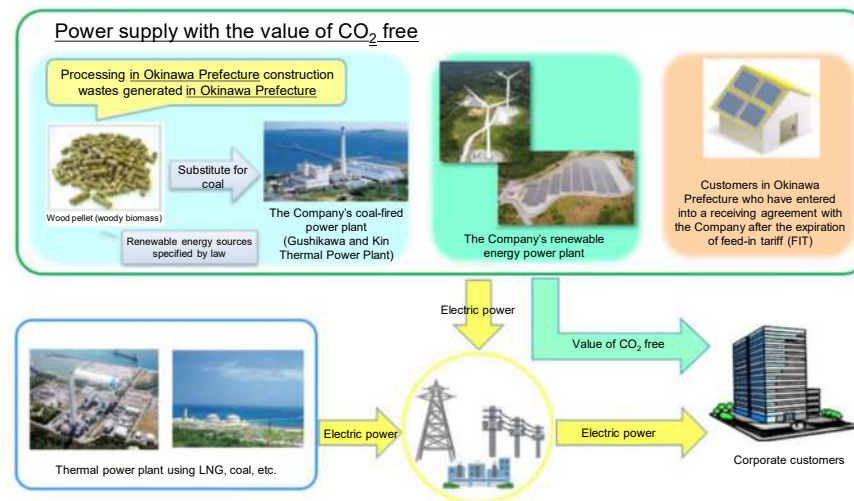 Power supply with the value of CO₂ free
Processing in Okinawa Prefecture construction
wastes generated in Okinawa Prefecture
Substitute for
coal
Wood pellet (woody biomass)
Renewable energy sources
specified by law
The Company's coal-fired
power plant
(Gushikawa and Kin
Thermal Power Plant)
The Company's renewable
energy power plant
Customers in Okinawa
Prefecture who have entered
into a receiving agreement with
the Company after the expiration
of feed-in tariff (FIT)
Electric power
Value of CO₂ free
Electric power
Electric power
Thermal power plant using LNG, coal, etc.
Corporate customers